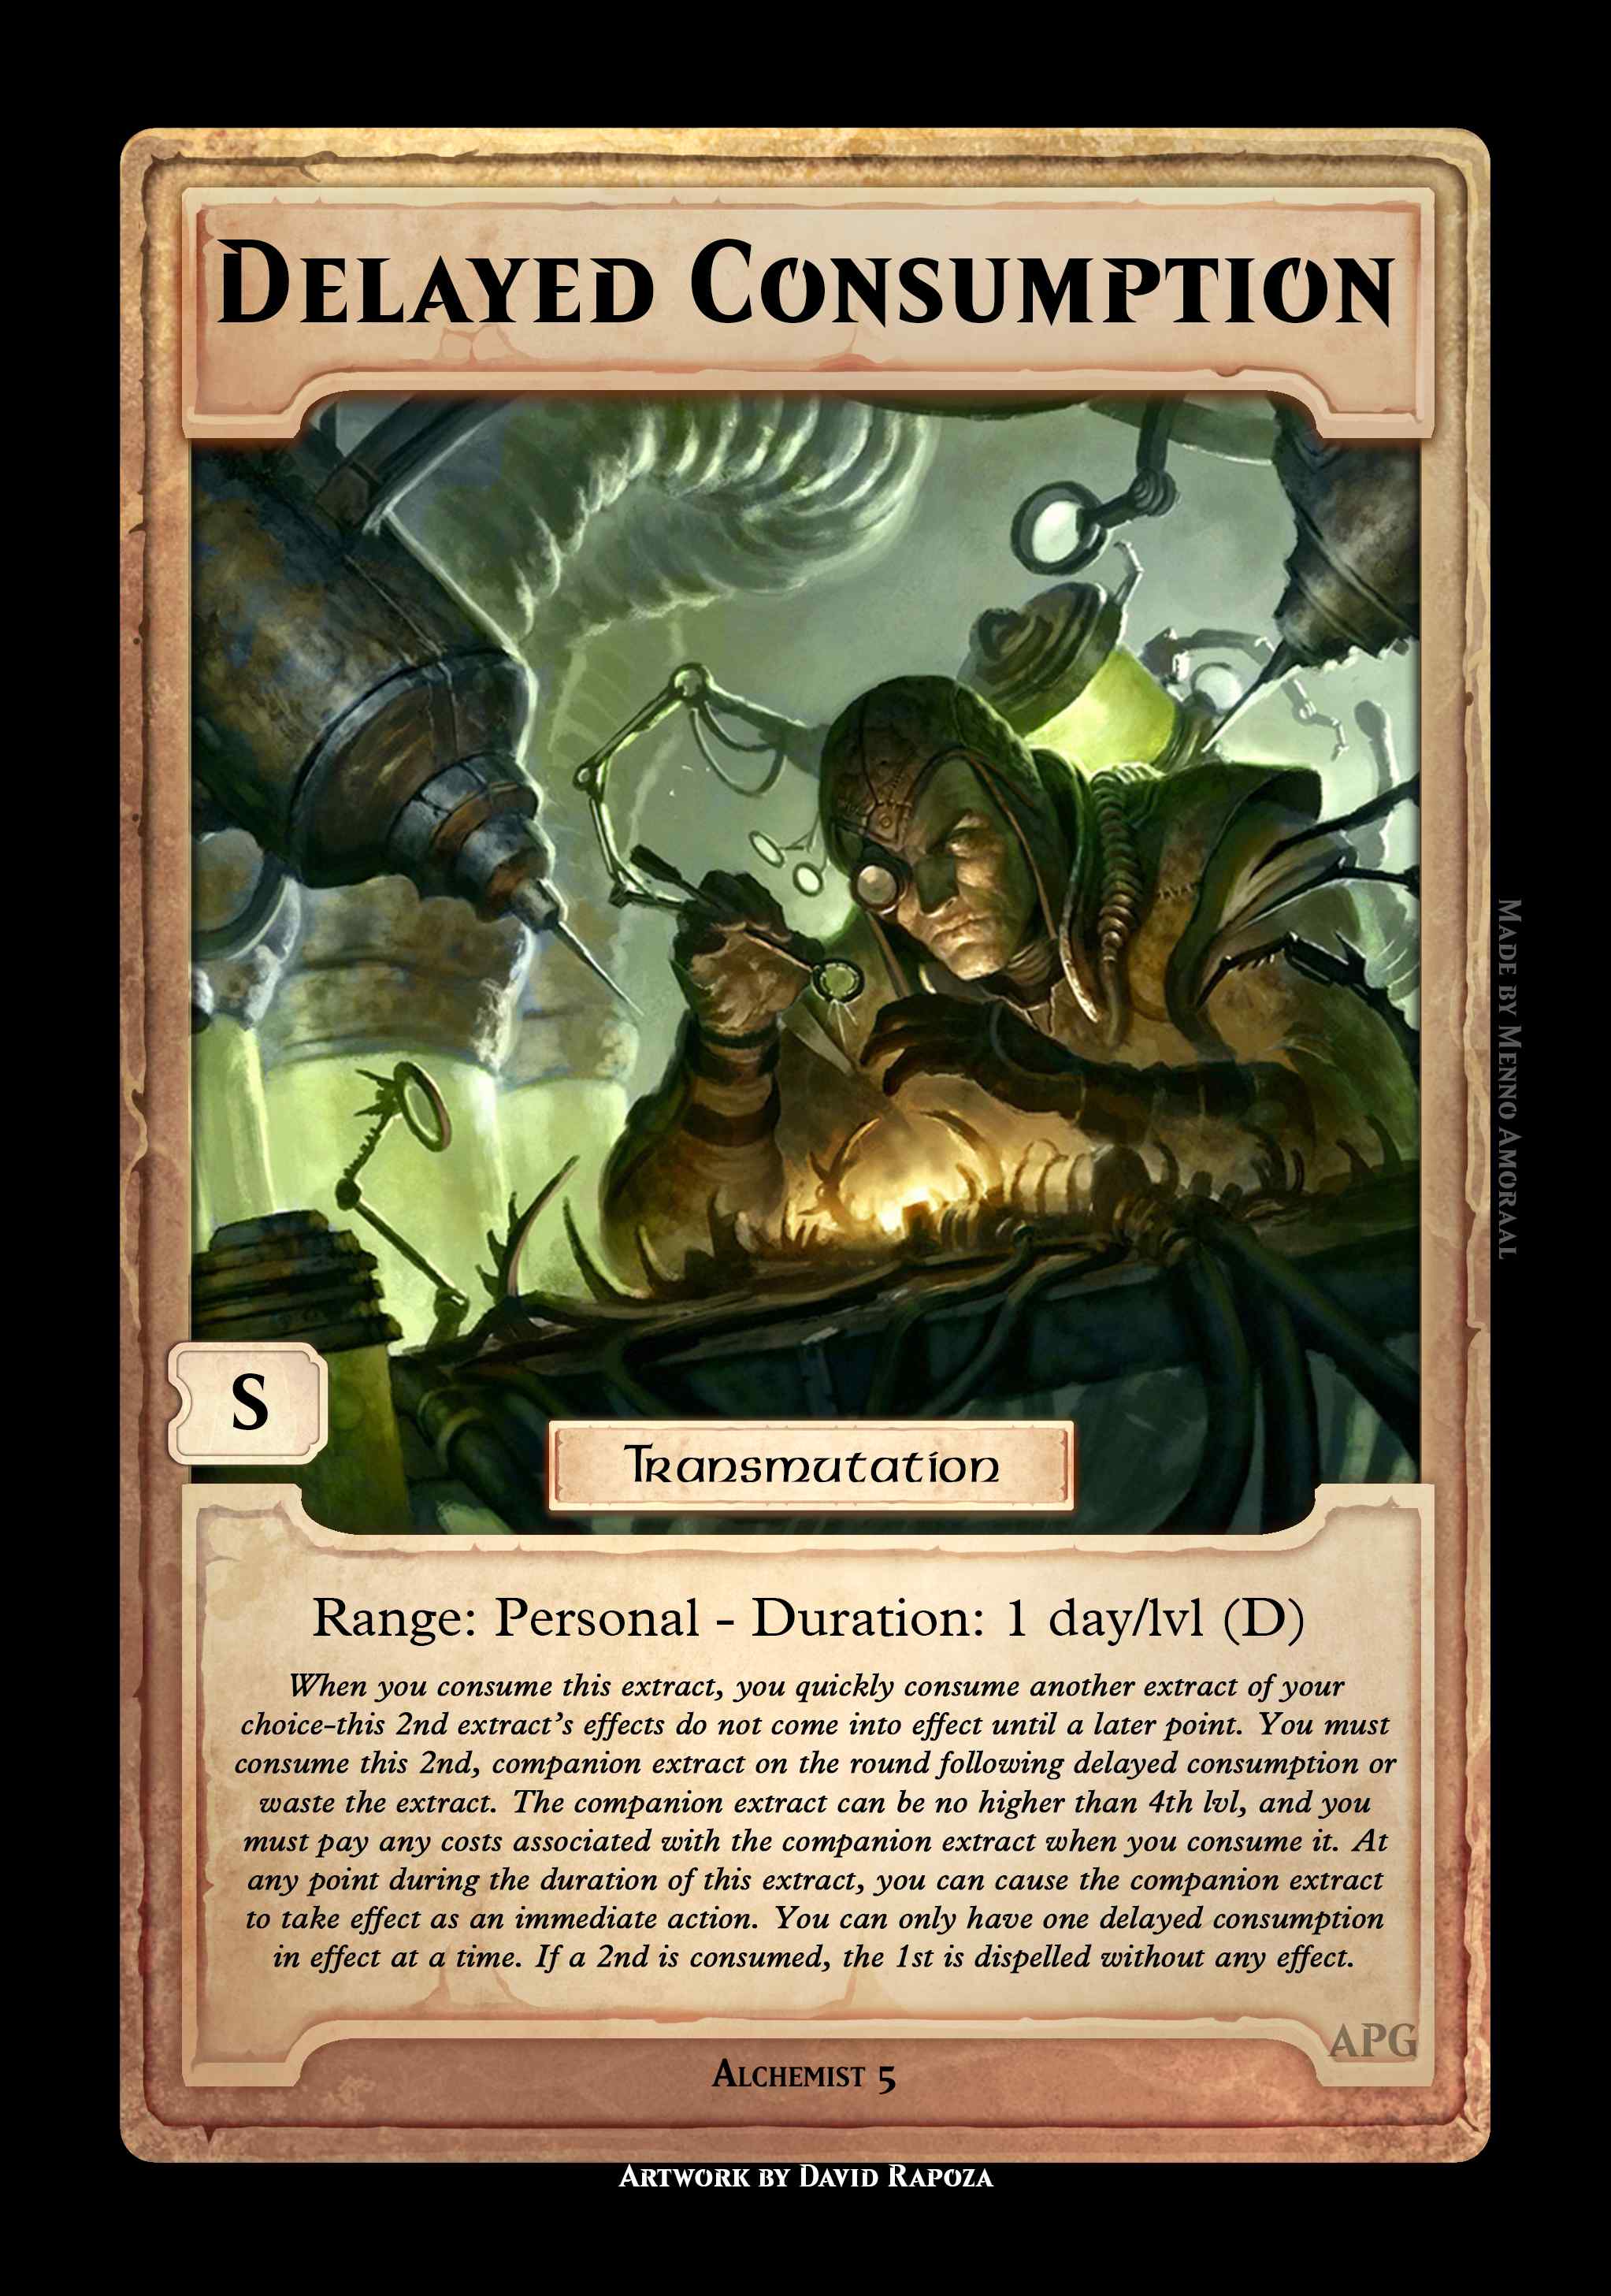 Delayed Consumption
Made by Menno Amoraal
S
Transmutation
Range: Personal - Duration: 1 day/lvl (D)
When you consume this extract, you quickly consume another extract of your
choice-this 2nd extract's effects do not come into effect until a later point. You must
consume this 2nd, companion extract on the round following delayed consumption or
waste the extract. The companion extract can be no higher than 4th lvl, and you
must pay any costs associated with the companion extract when you consume it. At
any point during the duration of this extract, you can cause the companion extract
to take effect as an immediate action. You can only have one delayed consumption
in effect at a time. If a 2nd is consumed, the 1st is dispelled without any effect.
APG
Alchemist 5
Artwork by David Rapoza